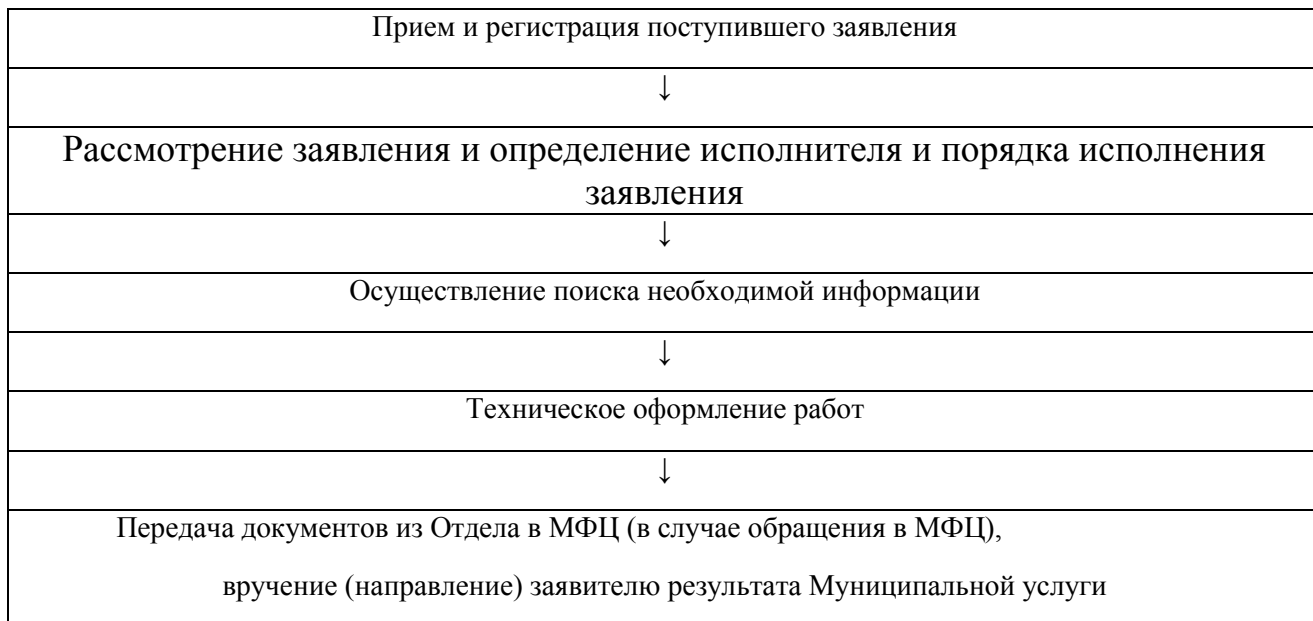 Прием и регистрация поступившего заявления
↓
Рассмотрение заявления и определение исполнителя и порядка исполнения
заявления
↓
Осуществление поиска необходимой информации
↓
Техническое оформление работ
↓
Передача документов из Отдела в МФЦ (в случае обращения в МФЦ),
вручение (направление) заявителю результата Муниципальной услуги